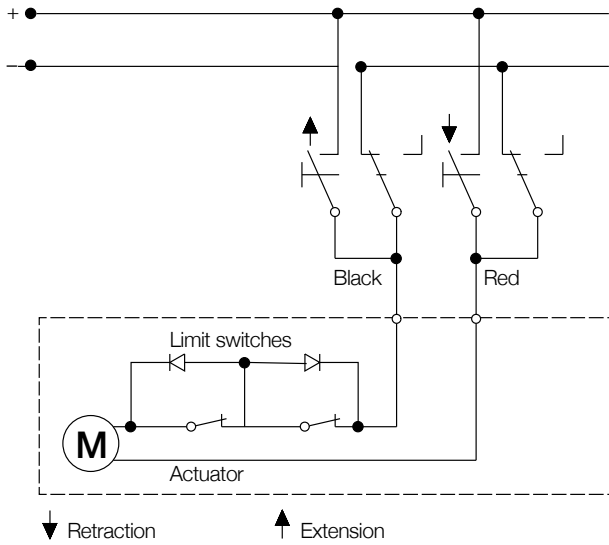 +
–
Black Red
Limit switches
M
Actuator
Retraction Extension